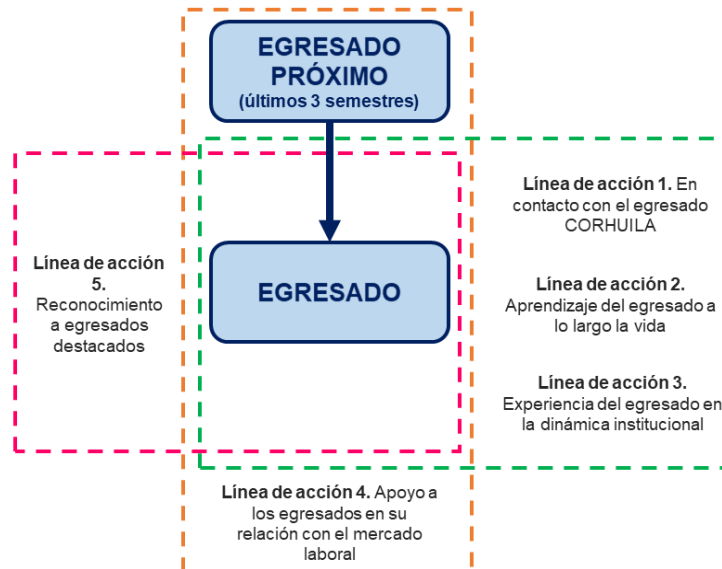 EGRESADO
PRÓXIMO
(últimos 3 semestres)
Línea de acción 1. En
contacto con el egresado
CORHUILA
Línea de acción
5.
Reconocimiento
a egresados
destacados
EGRESADO
Línea de acción 2.
Aprendizaje del egresado a
lo largo la vida
Línea de acción 3.
Experiencia del egresado en
la dinámica institucional
Línea de acción 4. Apoyo a
los egresados en su
relación con el mercado
laboral